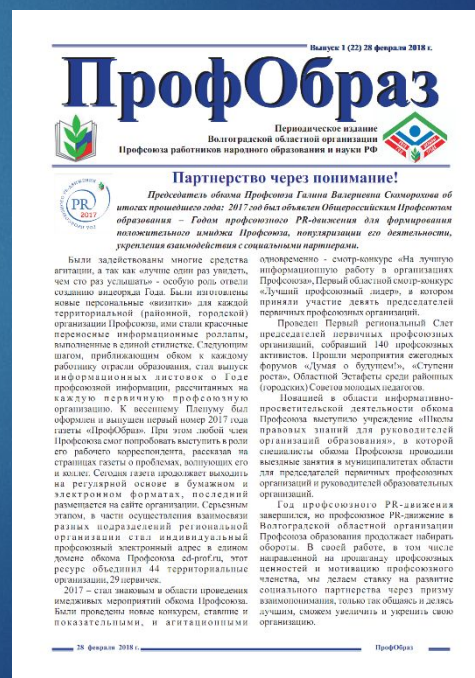 Выпуск 1 (22) 28 февраля 2018 г.
ПрофОбраз
Периодическое издание
Волгоградской областной организации
Профсоюза работников народного образования и науки РФ
Партнерство через понимание!
PR
2017
Председатель обкома Профсоюза Галина Валериевна Скоморохова об
итогах прошедшего года: 2017 год был объявлен Общероссийским Профсоюзом
образования – Годом профсоюзного PR-движения для формирования
положительного имиджа Профсоюза, популяризации его деятельности,
укрепления взаимодействия с социальными партнерами.
Были задействованы многие средства
агитации, а так как «лучше один раз увидеть,
чем сто раз услышать» - особую роль отвели
созданию видеоряда Года. Были изготовлены
новые персональные «визитки» для каждой
территориальной (районной, городской)
организации Профсоюза, ими стали красочные
переносные информационные роллапы,
выполненные в единой стилистке. Следующим
шагом, приближающим обком к каждому
работнику отрасли образования, стал выпуск
информационных листовок о Годе
профсоюзной информации, рассчитанных на
каждую первичную профсоюзную
организацию. К весеннему Пленуму был
оформлен и выпущен первый номер 2017 года
газеты «ПрофОбраз». При этом любой член
Профсоюза смог попробовать выступить в роли
его рабочего корреспондента, рассказав на
страницах газеты о проблемах, волнующих его
и коллег. Сегодня газета продолжает выходить
на регулярной основе в бумажном и
электронном форматах, последний
размещается на сайте организации. Серьезным
этапом, в части осуществления взаимосвязи
разных подразделений региональной
организации стал индивидуальный
профсоюзный электронный адрес в едином
домене обкома Профсоюза ed-prof.ru, этот
ресурс объединил 44 территориальные
организации, 29 первичек.
2017 – стал знаковым в области проведения
имеджевых мероприятий обкома Профсоюза.
Были проведены новые конкурсы, ставшие и
показательными, и агитационными
одновременно - смотр-конкурс «На лучшую
информационную работу в организациях
Профсоюза», Первый областной смотр-конкурс
«Лучший профсоюзный лидер», в котором
приняли участие девять председателей
первичных профсоюзных организаций.
Проведен Первый региональный Слет
председателей первичных профсоюзных
организаций, собравший 140 профсоюзных
активистов. Прошли мероприятия ежегодных
форумов «Думая о будущем!», «Ступени
роста», Областной Эстафеты среди районных
(городских) Советов молодых педагогов.
Новацией в области информативно-
просветительской деятельности обкома
Профсоюза выступило учреждение «Школы
правовых знаний для руководителей
организаций образования», в которой
специалисты обкома Профсоюза проводили
выездные занятия в муниципалитетах области
для председателей первичных профсоюзных
организаций и руководителей образовательных
организаций.
Год профсоюзного PR-движения
завершился, но профсоюзное PR-движение в
Волгоградской областной организации
Профсоюза образования продолжает набирать
обороты. В своей работе, в том числе
направленной на пропаганду профсоюзных
ценностей и мотивацию профсоюзного
членства, мы делаем ставку на развитие
социального партнерства через призму
взаимопонимания, только так общаясь и делясь
лучшим, сможем увеличить и укрепить свою
организацию.
28 февраля 2018 г.
ПрофОбраз